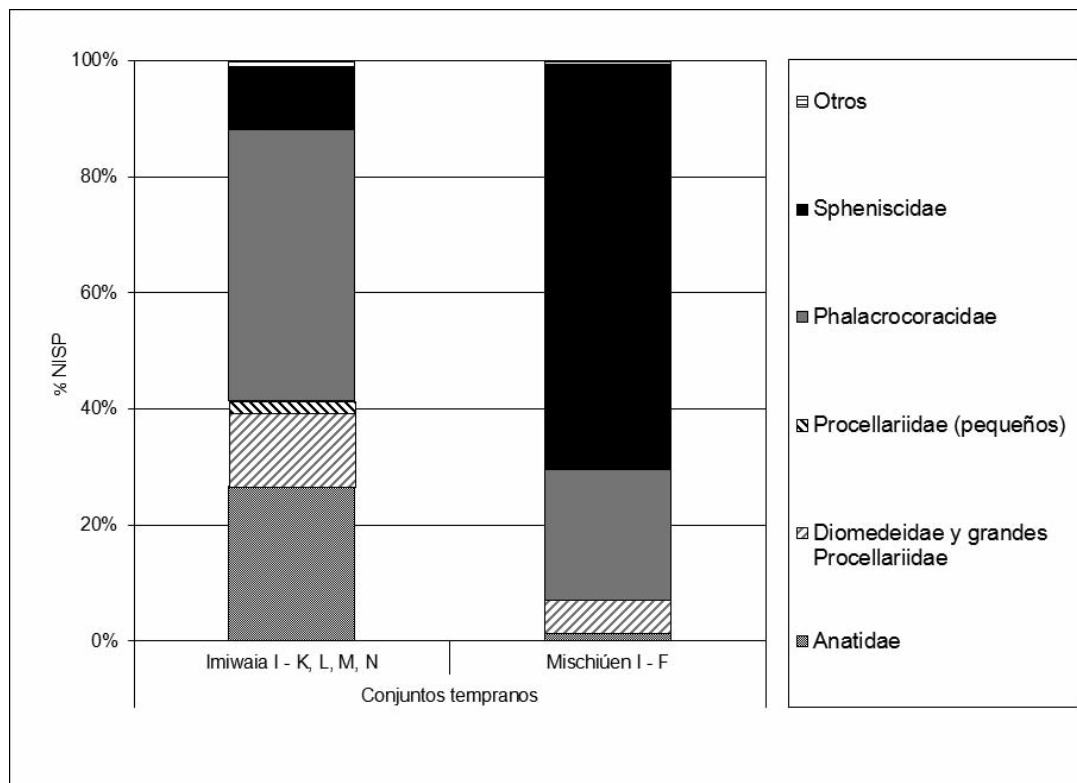 100%
80%
60%
40%
20%
0%
% NISP
Imiwaia I - K, L, M, N
Mischiúen I - F
Conjuntos tempranos
Otros
Spheniscidae
Phalacrocoracidae
Procellariidae (pequeños)
Diomedeidae y grandes
Procellariidae
Anatidae